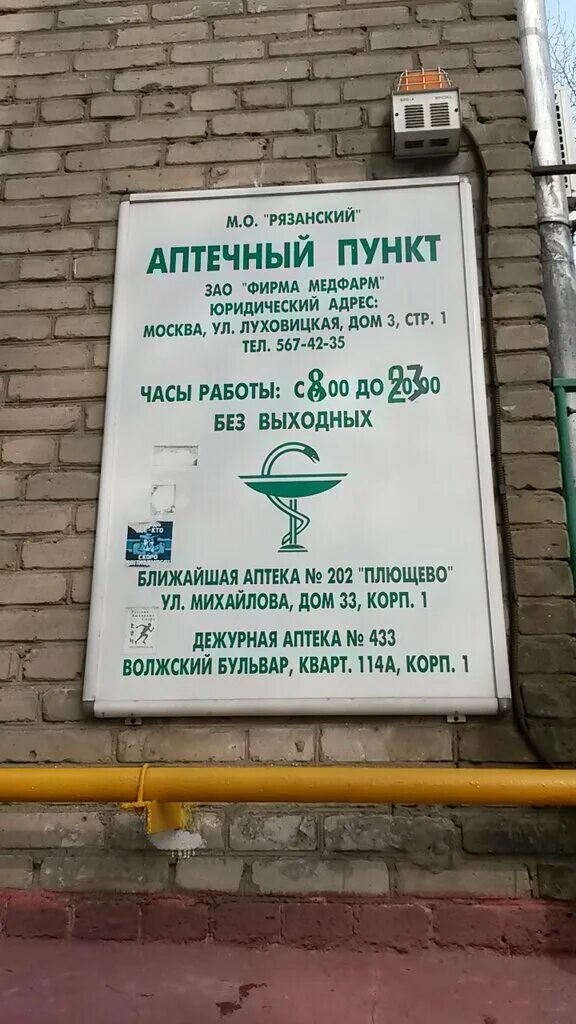 М.О. "РЯЗАНСКИЙ"
АПТЕЧНЫЙ ПУНКТ
ЗАО "ФИРМА МЕДФАРМ"
ЮРИДИЧЕСКИЙ АДРЕС:
МОСКВА, УЛ. ЛУХОВИЦКАЯ, ДОМ 3, СТР. 1
ТЕЛ. 567-42-35
ЧАСЫ РАБОТЫ: С 8.00 ДО 23.00
БЕЗ ВЫХОДНЫХ
КТО
СКОРО
БЛИЖАЙШАЯ АПТЕКА № 202 "ПЛЮЩЕВО"
УЛ. МИХАЙЛОВА, ДОМ 33, КОРП. 1
ДЕЖУРНАЯ АПТЕКА № 433
ВОЛЖСКИЙ БУЛЬВАР, КВАРТ. 114А, КОРП. 1